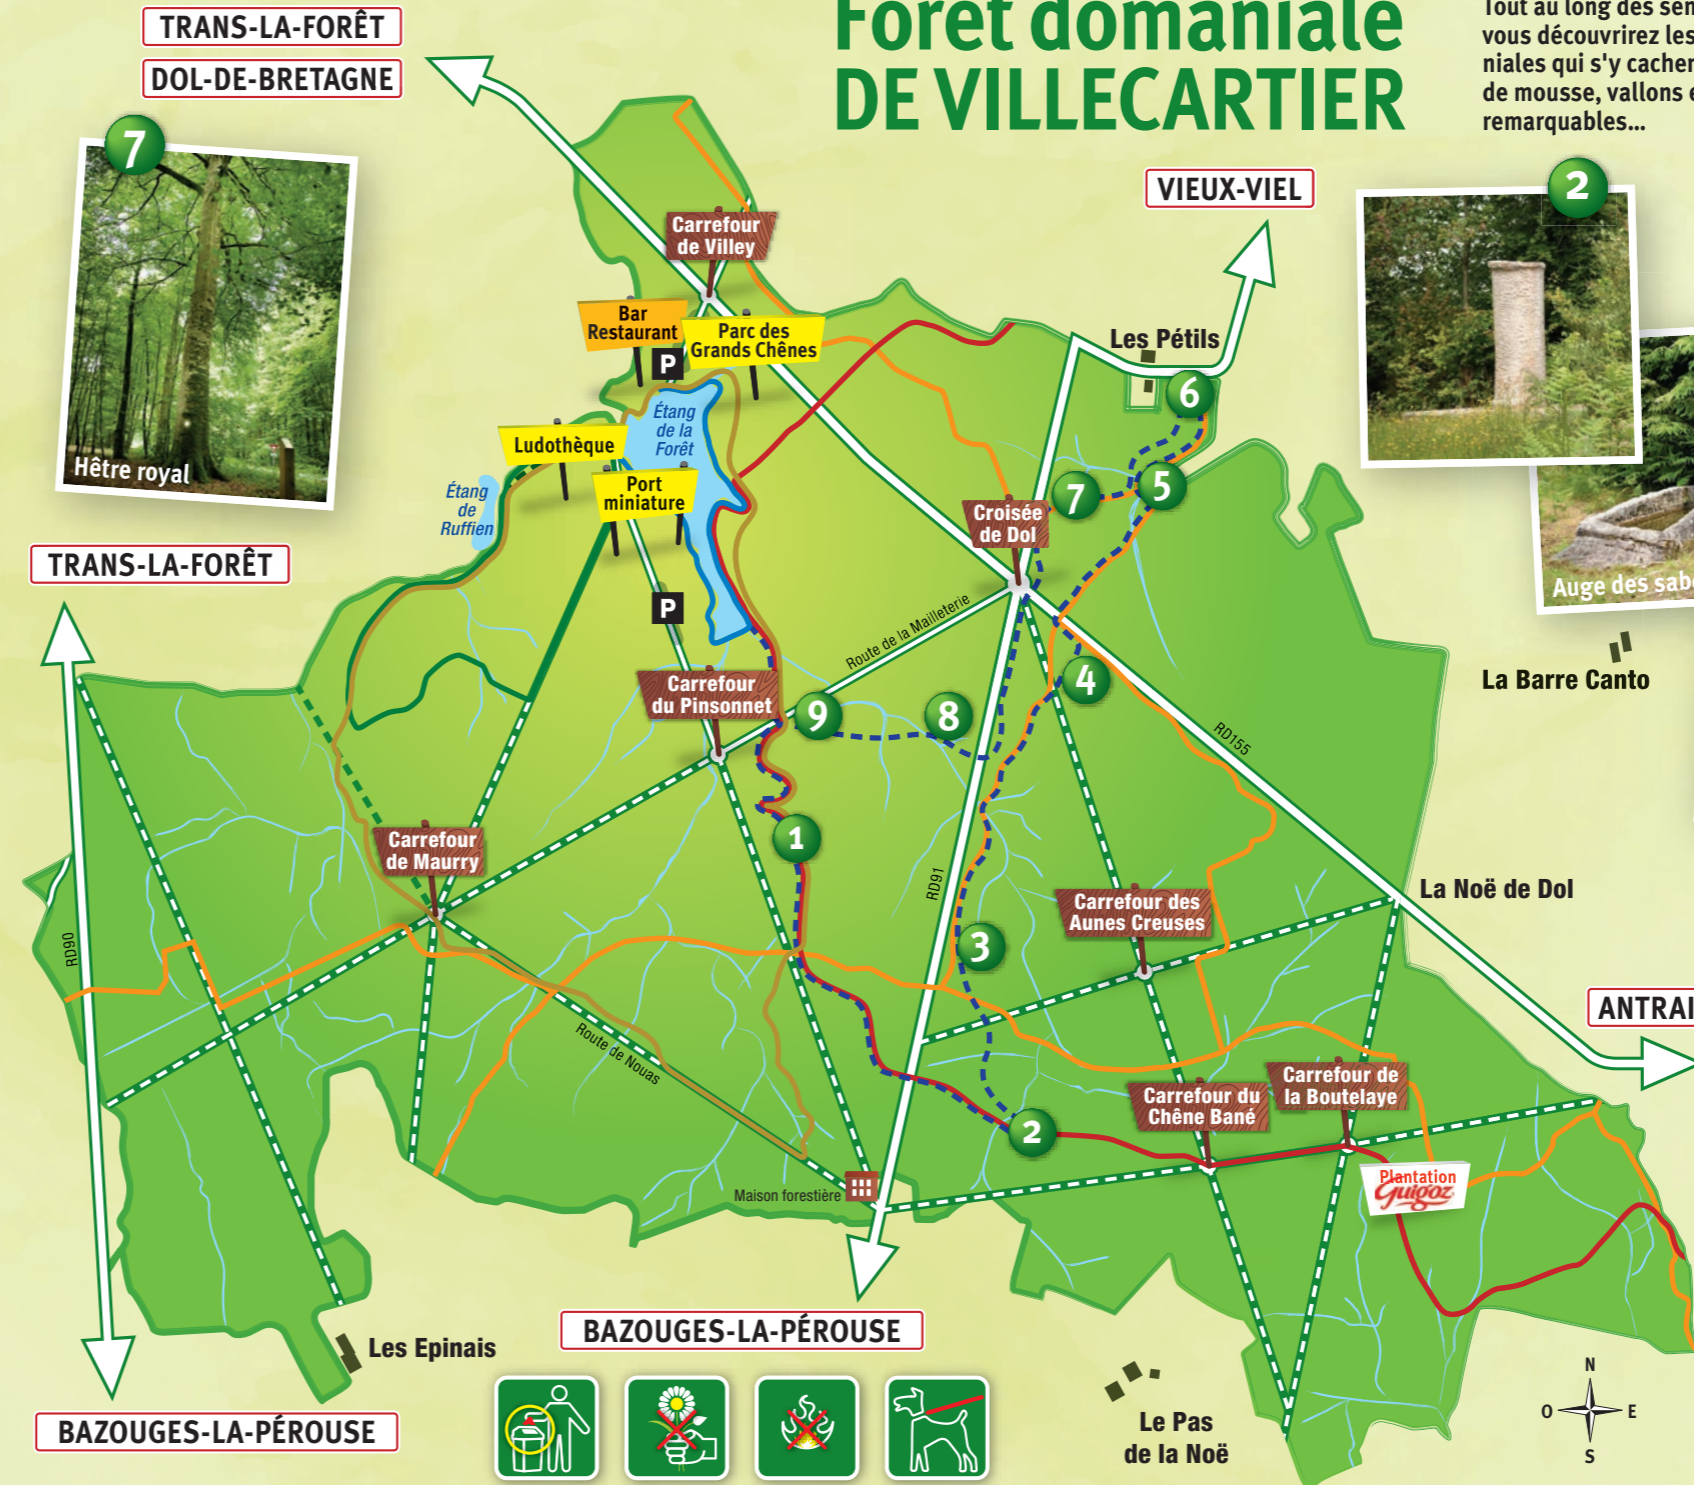 TRANS-LA-FORÊT
DOL-DE-BRETAGNE
Forêt domaniale
DE VILLECARTIER
Tout au long des
vous découvrirez les
niales qui s'y
de mousse, vallons
remarquables...
7
Hêtre royal
VIEUX-VIEL
2
Auge des
Carrefour
de Villey
Bar
Restaurant
P
Parc des
Grands Chênes
Les Pétils
6
Étang
de la
Forêt
Ludothèque
Port
miniature
Étang
de
Ruffien
7
5
Croisée
de Dol
TRANS-LA-FORÊT
P
Route de la Mailleterie
4
La Barre Canto
Carrefour
du Pinsonnet
9
8
RD155
1
Carrefour
de Maurry
RD91
La Noë de Dol
Carrefour des
Aunes Creuses
3
RD90
ANTRAI
Route de Nouas
Carrefour de
la Boutelaye
Carrefour du
Chêne Bané
2
Plantation
Guigoz
Maison forestière
BAZOUGES-LA-PÉROUSE
Les Epinais
BAZOUGES-LA-PÉROUSE
Le Pas
de la Noë
N
O
E
S